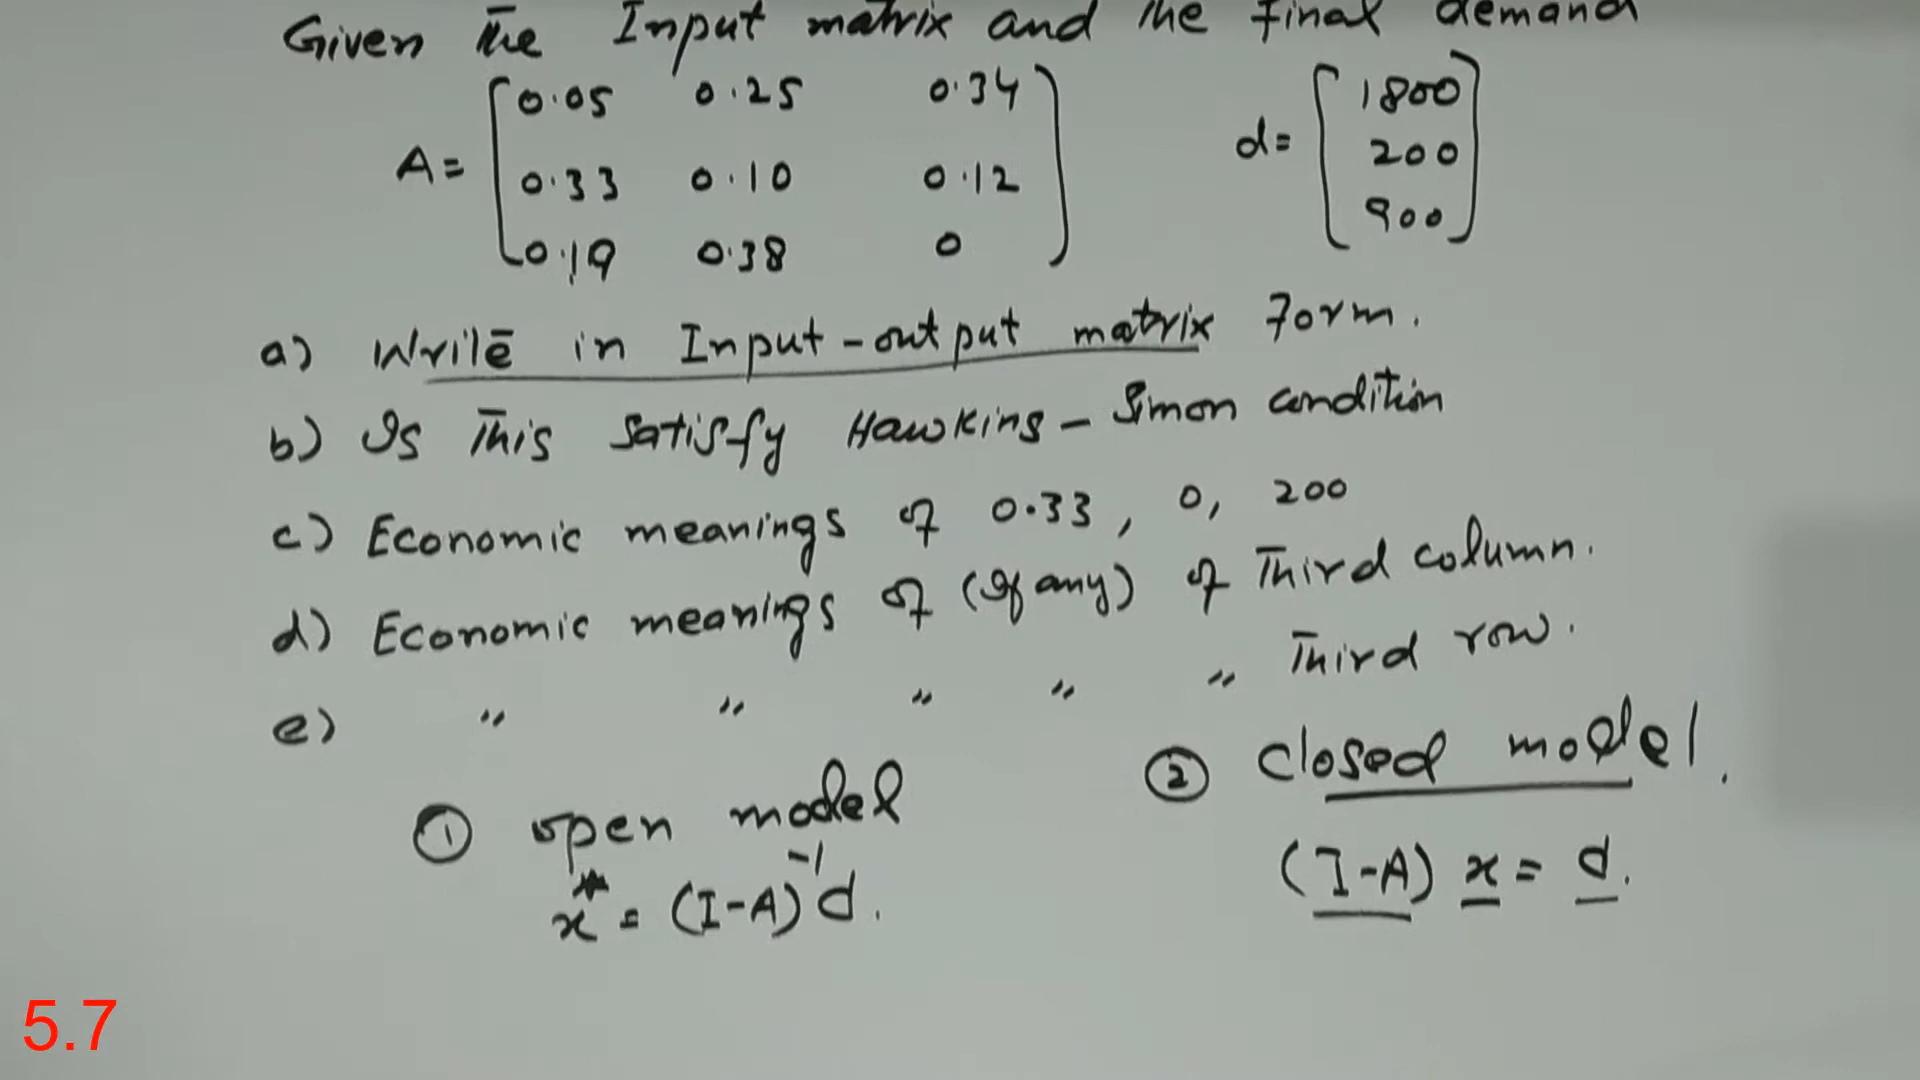 Given the Input matrix and the final demand
A = [0.05 0.25 0.34
0.33 0.10 0.12
0.19 0.38 0]
d = [1800
200
900]
a) Write in Input-output matrix Form.
b) Is This Satisfy Hawkins - Simon condition
c) Economic meanings of 0.33, 0, 200
d) Economic meanings of (if any) of Third column.
e) " " " " " Third row.
① open model
x* = (I-A)⁻¹d.
② closed model.
(I-A) x = d.
5.7